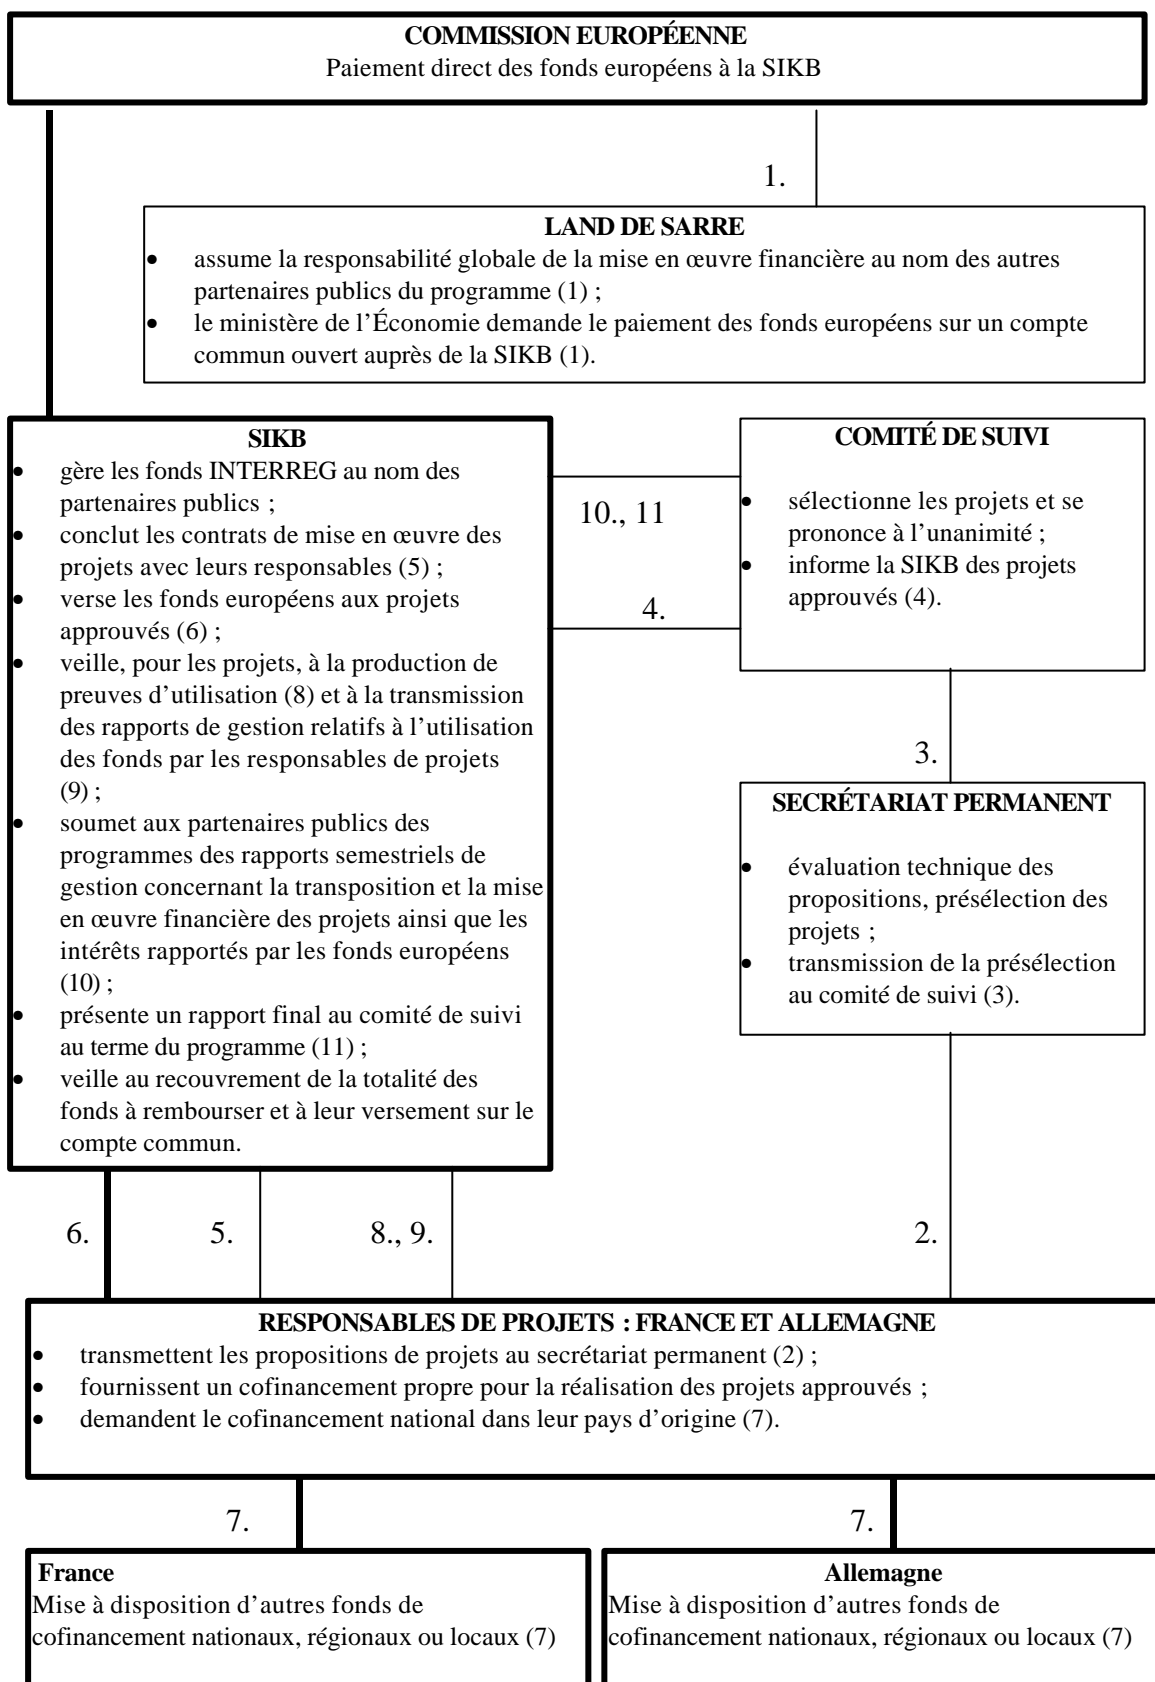 COMMISSION EUROPÉENNE
Paiement direct des fonds européens à la SIKB
1.
LAND DE SARRE
• assume la responsabilité globale de la mise en œuvre financière au nom des autres
partenaires publics du programme (1) ;
• le ministère de l’Économie demande le paiement des fonds européens sur un compte
commun ouvert auprès de la SIKB (1).
SIKB
• gère les fonds INTERREG au nom des
partenaires publics ;
• conclut les contrats de mise en œuvre des
projets avec leurs responsables (5) ;
• verse les fonds européens aux projets
approuvés (6) ;
• veille, pour les projets, à la production de
preuves d’utilisation (8) et à la transmission
des rapports de gestion relatifs à l’utilisation
des fonds par les responsables de projets
(9) ;
• soumet aux partenaires publics des
programmes des rapports semestriels de
gestion concernant la transposition et la mise
en œuvre financière des projets ainsi que les
intérêts rapportés par les fonds européens
(10) ;
• présente un rapport final au comité de suivi
au terme du programme (11) ;
• veille au recouvrement de la totalité des
fonds à rembourser et à leur versement sur le
compte commun.
10., 11
4.
COMITÉ DE SUIVI
• sélectionne les projets et se
prononce à l’unanimité ;
• informe la SIKB des projets
approuvés (4).
3.
SECRÉTARIAT PERMANENT
• évaluation technique des
propositions, présélection des
projets ;
• transmission de la présélection
au comité de suivi (3).
6.
5.
8., 9.
2.
RESPONSABLES DE PROJETS : FRANCE ET ALLEMAGNE
• transmettent les propositions de projets au secrétariat permanent (2) ;
• fournissent un cofinancement propre pour la réalisation des projets approuvés ;
• demandent le cofinancement national dans leur pays d’origine (7).
7.
7.
France
Mise à disposition d’autres fonds de
cofinancement nationaux, régionaux ou locaux (7)
Allemagne
Mise à disposition d’autres fonds de
cofinancement nationaux, régionaux ou locaux (7)